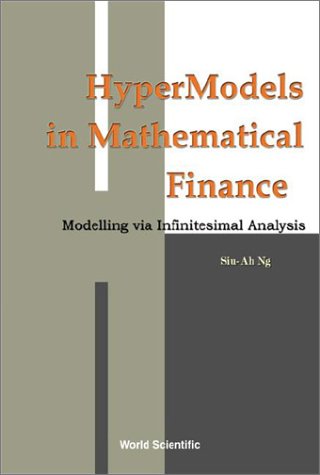 HyperModels
in Mathematical
Finance
Modelling via Infinitesimal Analysis
Siu-Ah Ng
World Scientific